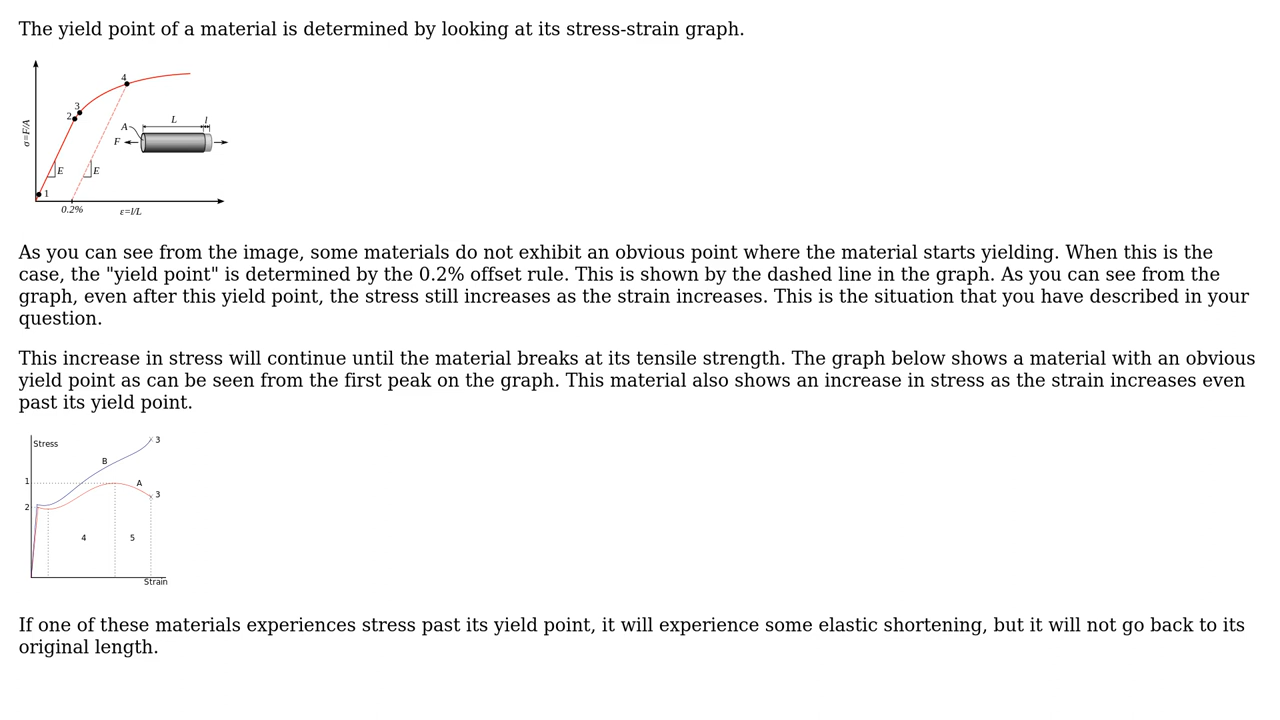 The yield point of a material is determined by looking at its stress-strain graph.
4
3
2
L
l
A
F
σ=F/A
E
E
1
0.2%
ε=l/L
As you can see from the image, some materials do not exhibit an obvious point where the material starts yielding. When this is the
case, the "yield point" is determined by the 0.2% offset rule. This is shown by the dashed line in the graph. As you can see from the
graph, even after this yield point, the stress still increases as the strain increases. This is the situation that you have described in your
question.
This increase in stress will continue until the material breaks at its tensile strength. The graph below shows a material with an obvious
yield point as can be seen from the first peak on the graph. This material also shows an increase in stress as the strain increases even
past its yield point.
Stress
3
B
1
A
3
2
4
5
Strain
If one of these materials experiences stress past its yield point, it will experience some elastic shortening, but it will not go back to its
original length.